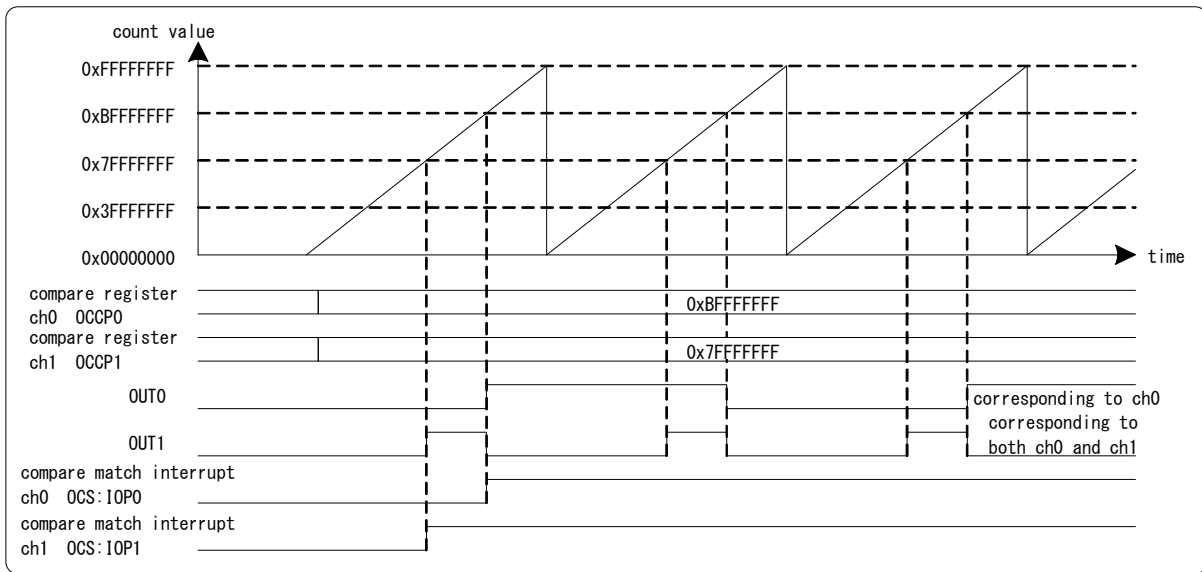 count value
0xFFFFFFFF
0xBFFFFFFF
0x7FFFFFFF
0x3FFFFFFF
0x00000000
time
compare register
ch0 OCCP0
0xBFFFFFFF
compare register
ch1 OCCP1
0x7FFFFFFF
OUT0
corresponding to ch0
OUT1
corresponding to
both ch0 and ch1
compare match interrupt
ch0 OCS:IOP0
compare match interrupt
ch1 OCS:IOP1